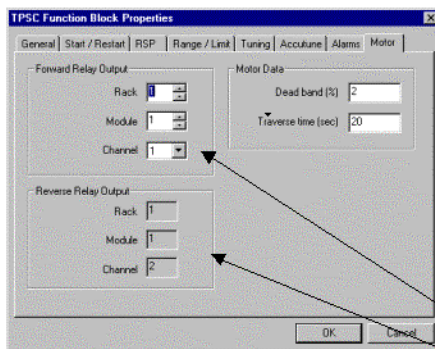 TPSC Function Block Properties
General Start / Restart RSP Range / Limit Tuning Accutune Alarms Motor
Forward Relay Output
Rack 1
Module 1
Channel 1
Motor Data
Dead band (%) 2
Traverse time (sec) 20
Reverse Relay Output
Rack 1
Module 1
Channel 2
OK Cancel